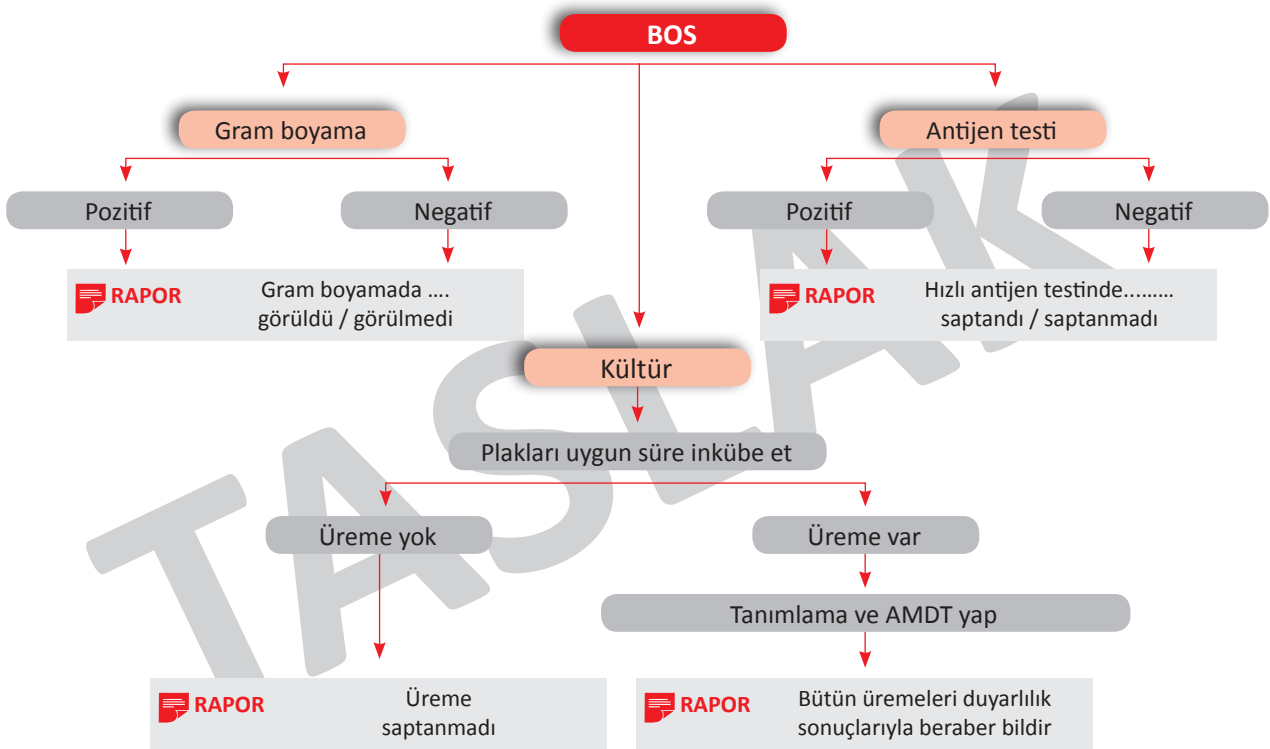 BOS
Gram boyama
Antijen testi
Pozitif
Negatif
Pozitif
Negatif
RAPOR
Gram boyamada ....
görüldü / görülmedi
RAPOR
Hızlı antijen testinde.........
saptandı / saptanmadı
Kültür
Plakları uygun süre inkübe et
Üreme yok
Üreme var
Tanımlama ve AMDT yap
RAPOR
Üreme
saptanmadı
RAPOR
Bütün üremeleri duyarlılık
sonuçlarıyla beraber bildir
TASLAK